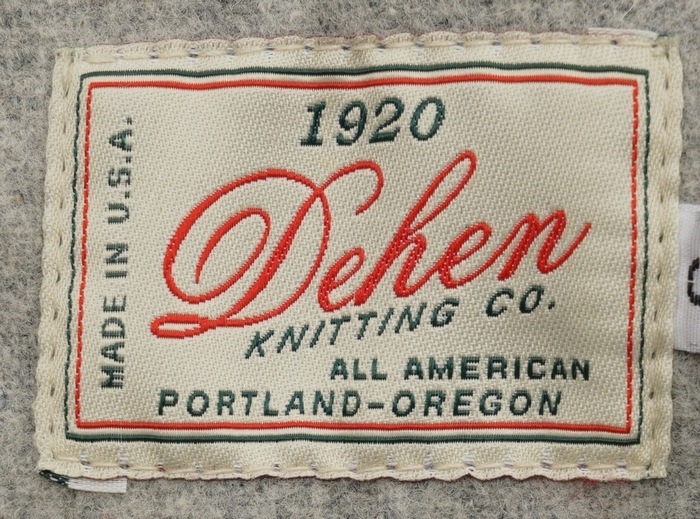 1920
Dehen
KNITTING CO.
ALL AMERICAN
PORTLAND-OREGON
MADE IN U.S.A.